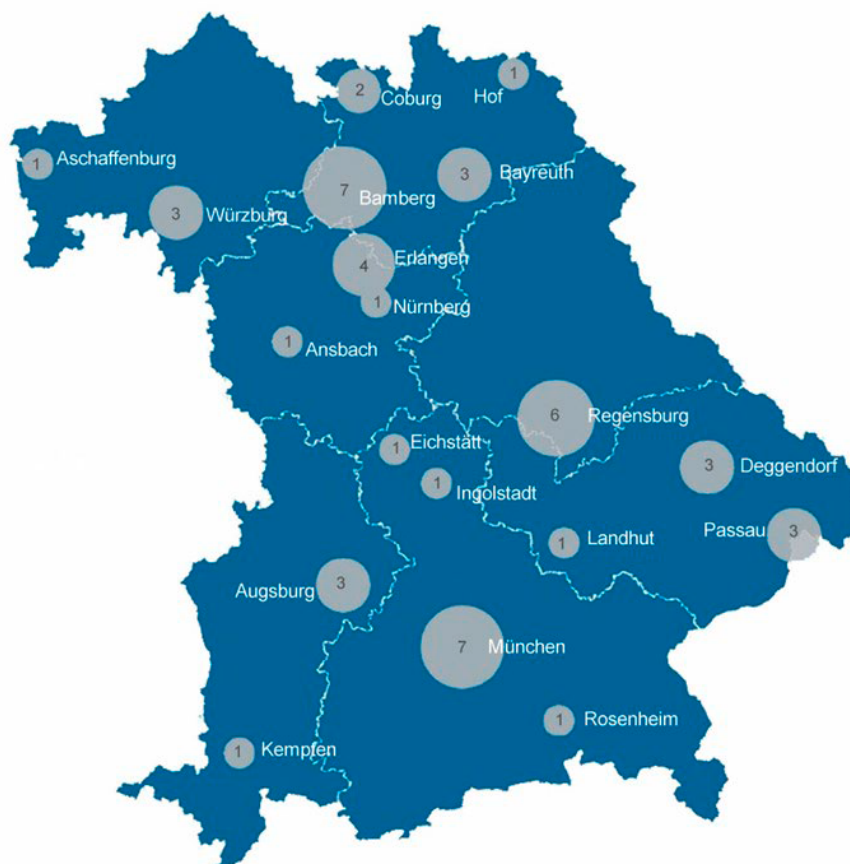 1
Hof
2
Coburg
1
Aschaffenburg
3
Bayreuth
7
Bamberg
3
Würzburg
4
Erlangen
1
Nürnberg
1
Ansbach
6
Regensburg
1
Eichstätt
3
Deggendorf
1
Ingolstadt
Passau
3
1
Landhut
Augsburg
3
7
München
1
Rosenheim
1
Kempten